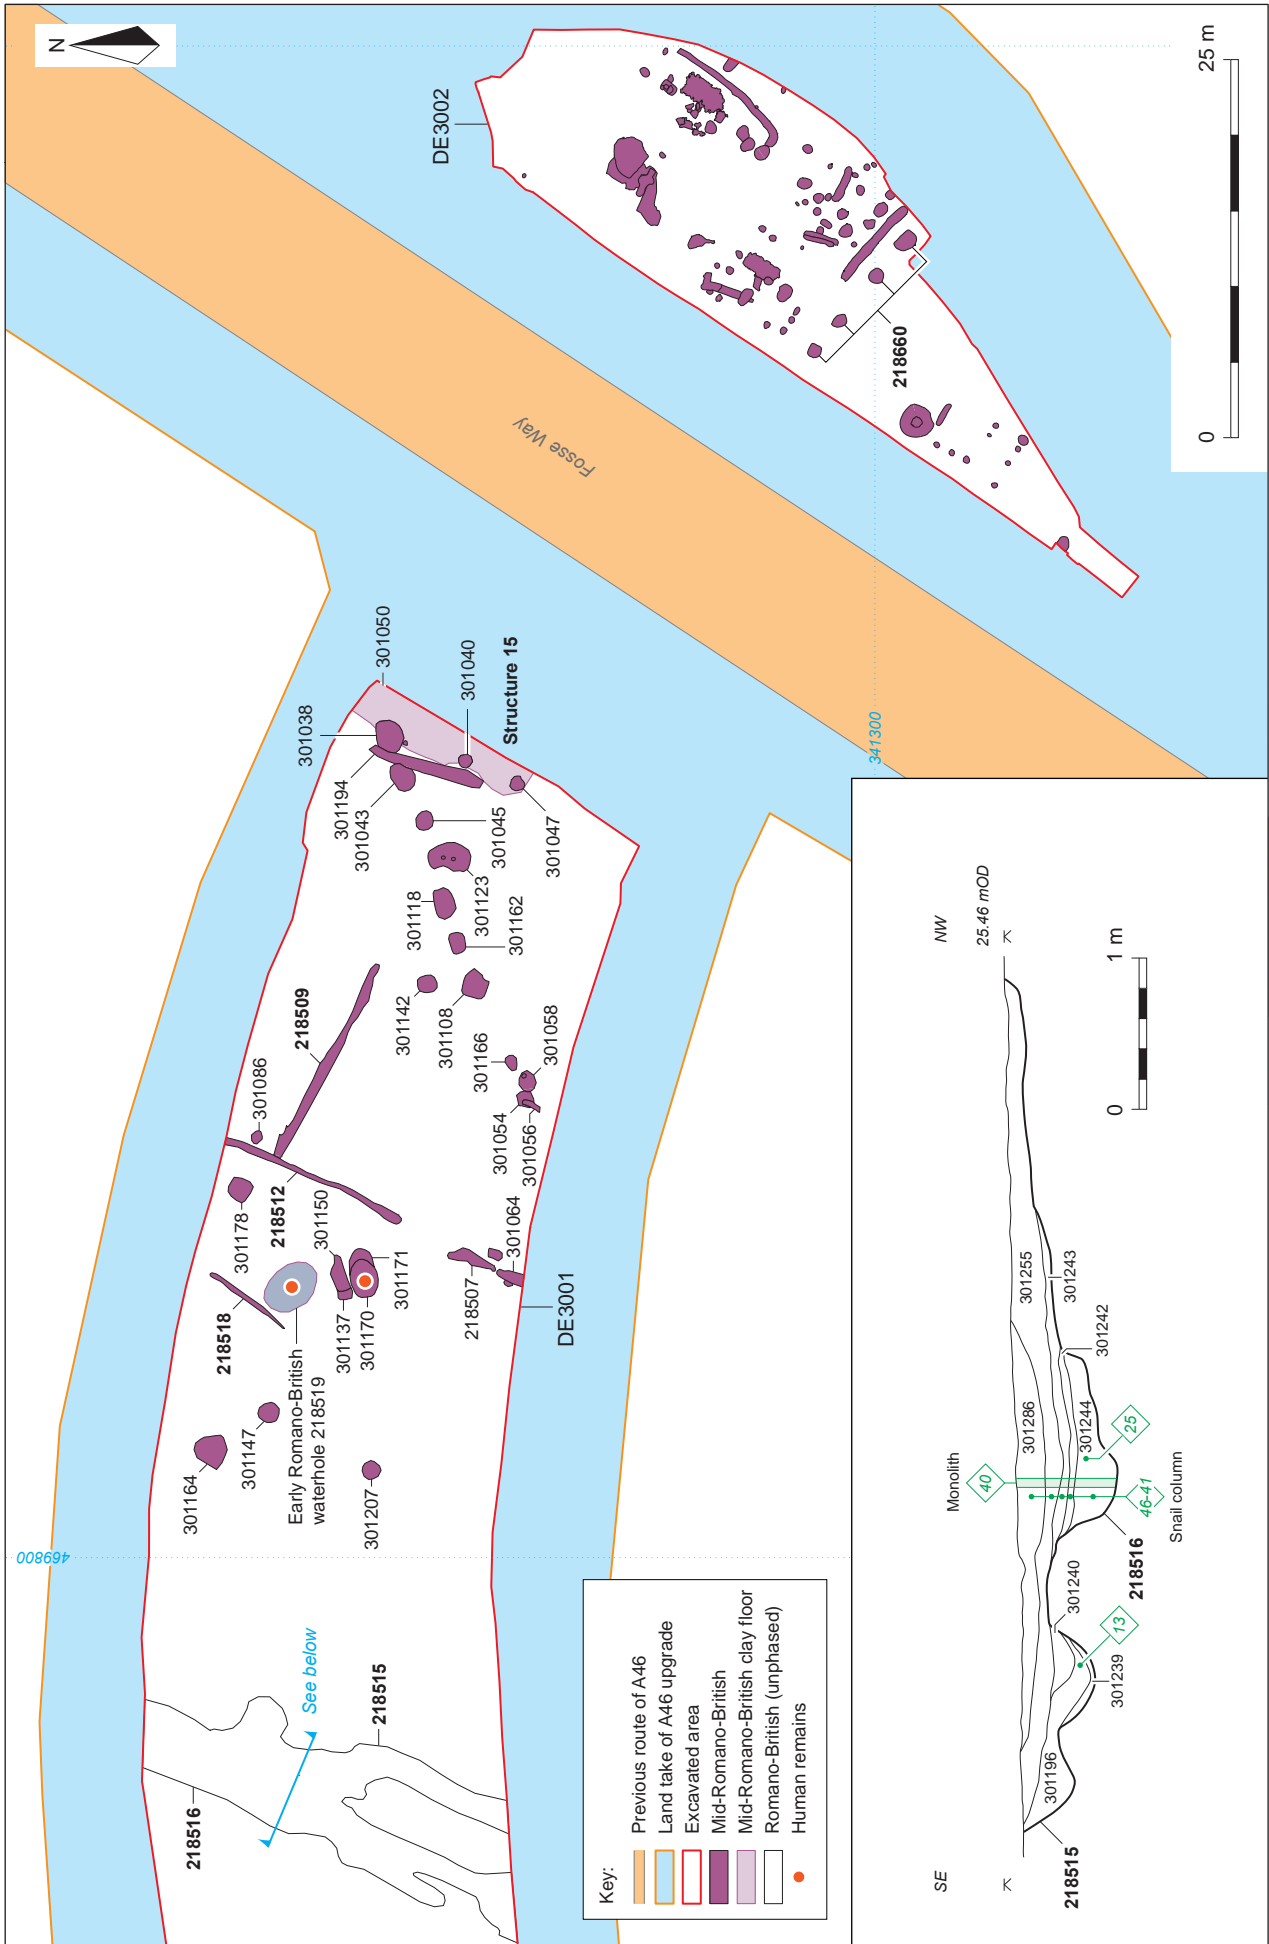 N
DE3002
25 m
0
Fosse Way
218660
341300
301050
301038
301040
Structure 15
301194
301043
301045
301047
301123
301118
301162
301142
301108
218509
301166
301058
301086
301054
301056
218512
301178
301150
301064
301171
218507
218518
301137
301170
DE3001
Early Romano-British
waterhole 218519
301147
301164
301207
469800
See below
218515
218516
Key:
Previous route of A46
Land take of A46 upgrade
Excavated area
Mid-Romano-British
Mid-Romano-British clay floor
Romano-British (unphased)
Human remains
NW
25.46 mOD
1 m
0
SE
301255
301243
301242
301286
301244
25
Monolith
40
46-41
Snail column
218516
301240
13
301239
301196
218515